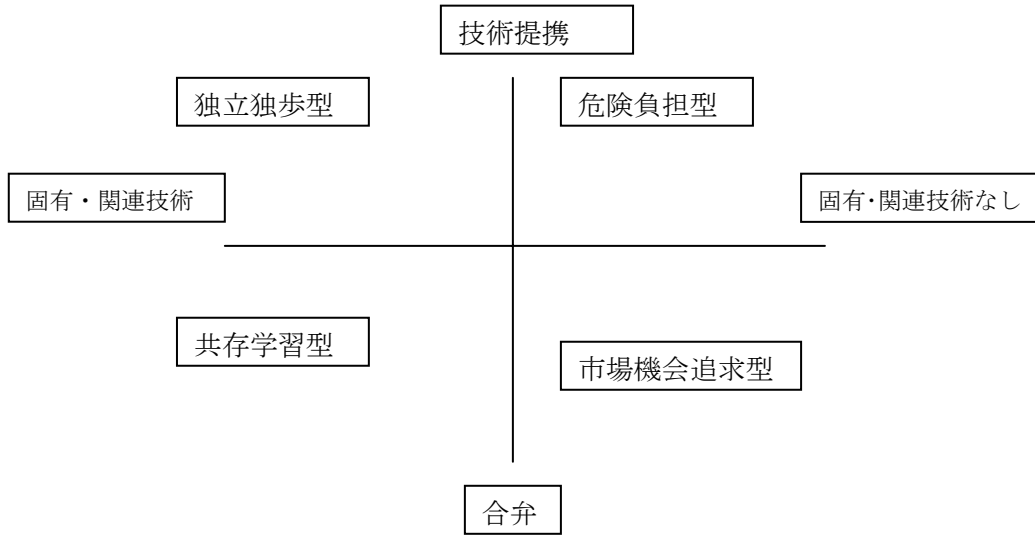 技術提携
独立独歩型
危険負担型
固有・関連技術
固有・関連技術なし
共存学習型
市場機会追求型
合弁